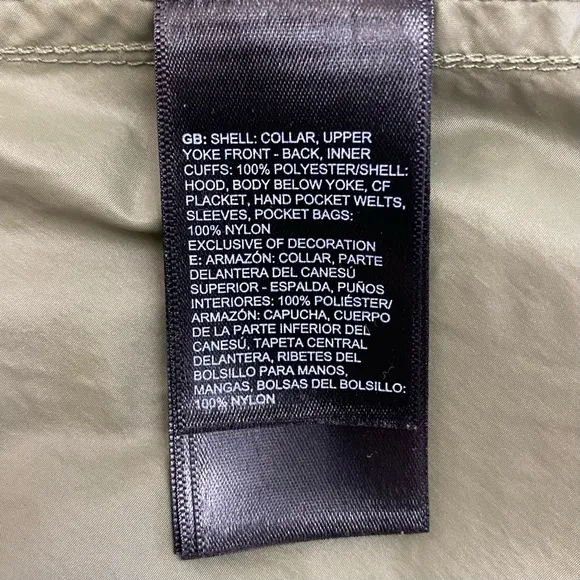 GB: SHELL: COLLAR, UPPER
YOKE FRONT - BACK, INNER
CUFFS: 100% POLYESTER/SHELL:
HOOD, BODY BELOW YOKE, CF
PLACKET, HAND POCKET WELTS,
SLEEVES, POCKET BAGS:
100% NYLON
EXCLUSIVE OF DECORATION
E: ARMAZÓN: COLLAR, PARTE
DELANTERA DEL CANESÚ
SUPERIOR - ESPALDA, PUÑOS
INTERIORES: 100% POLIÉSTER/
ARMAZÓN: CAPUCHA, CUERPO
DE LA PARTE INFERIOR DEL
CANESÚ, TAPETA CENTRAL
DELANTERA, RIBETES DEL
BOLSILLO PARA MANOS,
MANGAS, BOLSAS DEL BOLSILLO:
100% NYLON